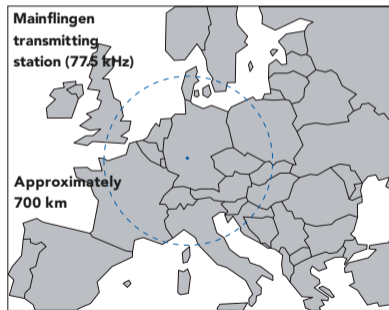 Mainflingen
transmitting
station (77.5 kHz)
Approximately
700 km